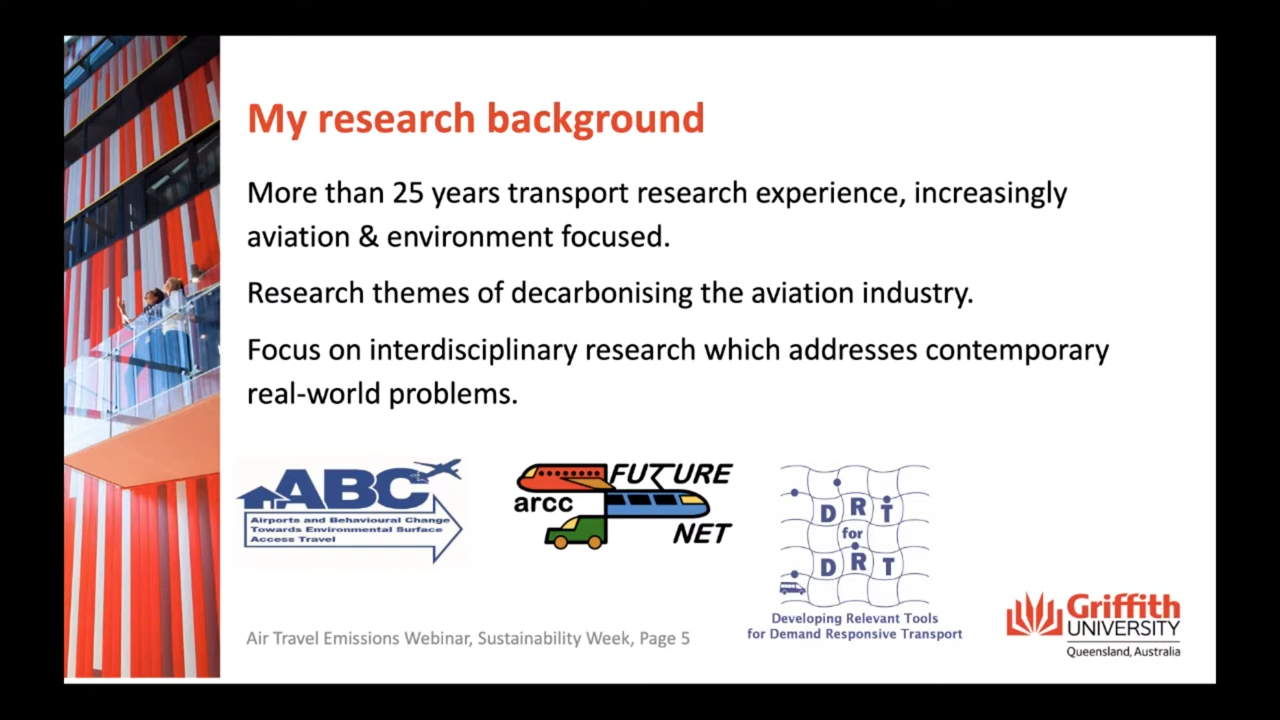 My research background
More than 25 years transport research experience, increasingly
aviation & environment focused.
Research themes of decarbonising the aviation industry.
Focus on interdisciplinary research which addresses contemporary
real-world problems.
ABC
Airports and Behavioural Change
Towards Environmental Surface
Access Travel
FUTURE
arcc
NET
DRT
for
DRT
Developing Relevant Tools
for Demand Responsive Transport
Air Travel Emissions Webinar, Sustainability Week, Page 5
Griffith
UNIVERSITY
Queensland, Australia